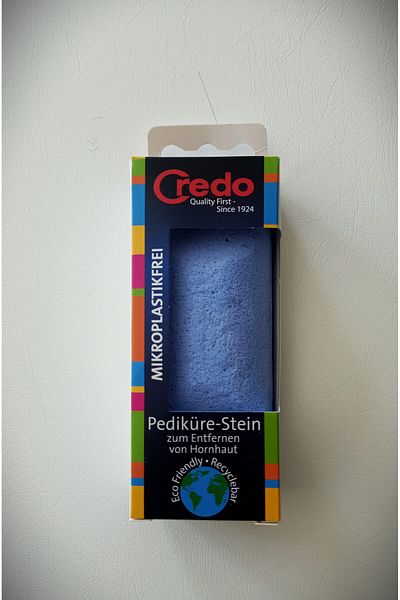 Credo
Quality First -
Since 1924
MIKROPLASTIKFREI
Pediküre-Stein
zum Entfernen
von Hornhaut
Eco Friendly • Recyclebar